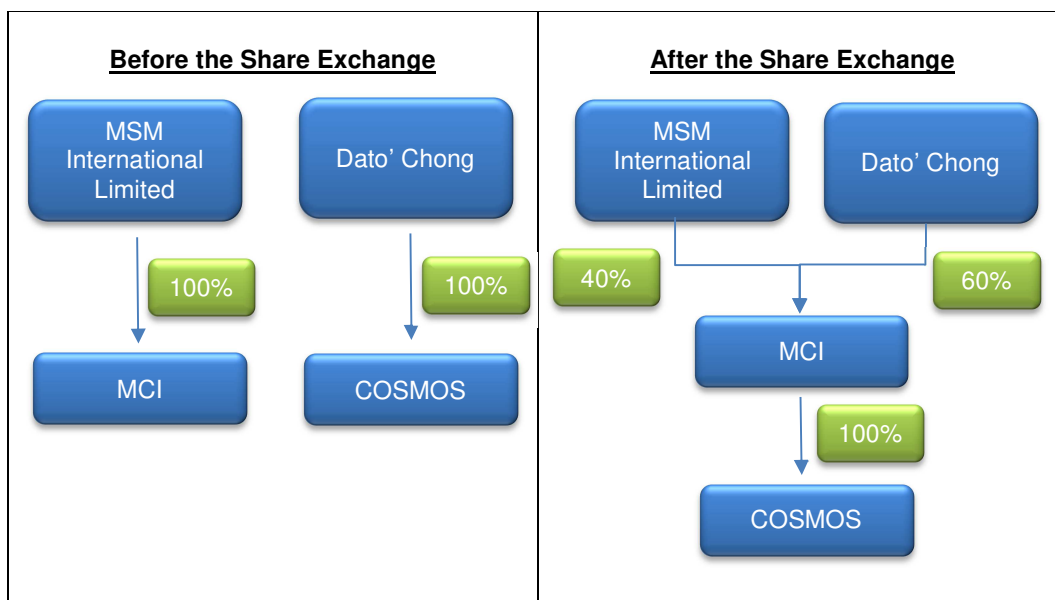 Before the Share Exchange
MSM
International
Limited
Dato’ Chong
100%
100%
MCI
COSMOS
After the Share Exchange
MSM
International
Limited
Dato’ Chong
40%
60%
MCI
100%
COSMOS